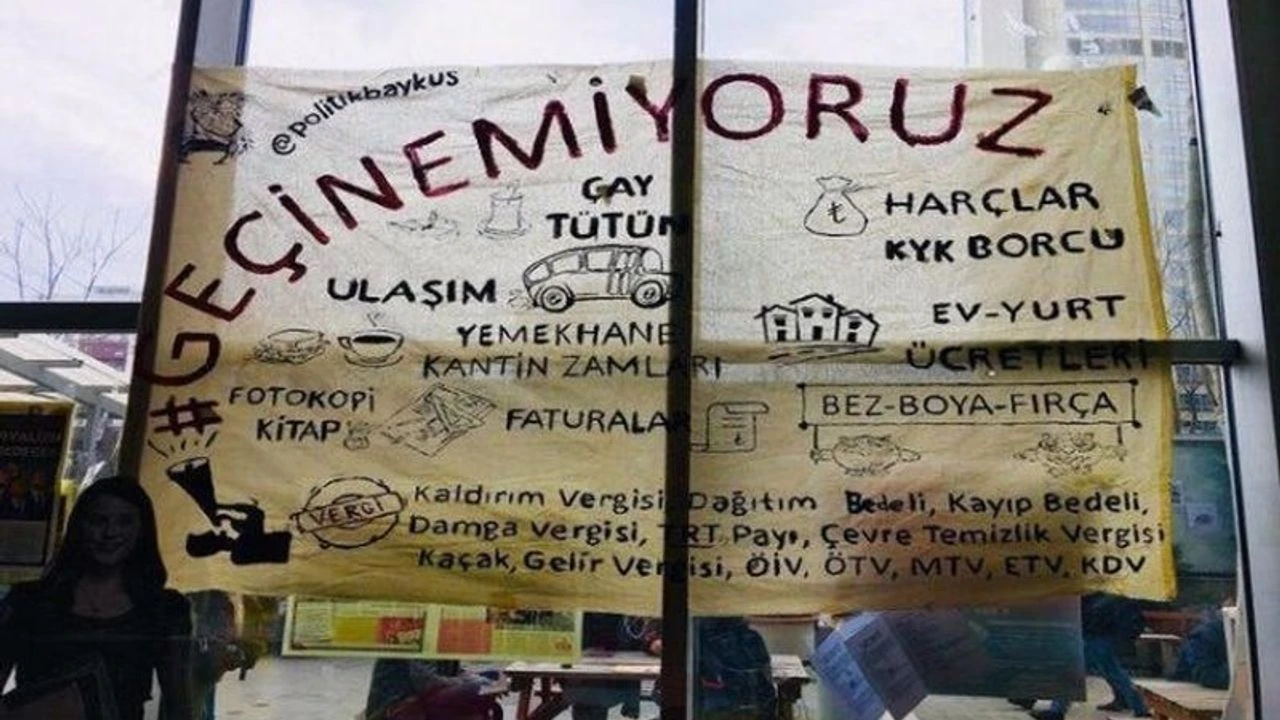 @politikbaykus
#GEÇİNEMİYORUZ
ÇAY
TÜTÜN
HARÇLAR
KYK BORCU
ULAŞIM
EV-YURT
ÜCRETLERİ
YEMEKHANE
KANTİN ZAMLARI
FOTOKOPi
KİTAP
FATURALAR
BEZ-BOYA-FIRÇA
VERGİ
Kaldırım Vergisi, Dağıtım Bedeli, Kayıp Bedeli,
Damga Vergisi, TRT Payı, Çevre Temizlik Vergisi
Kaçak, Gelir Vergisi, ÖİV, ÖTV, MTV, ETV, KDV